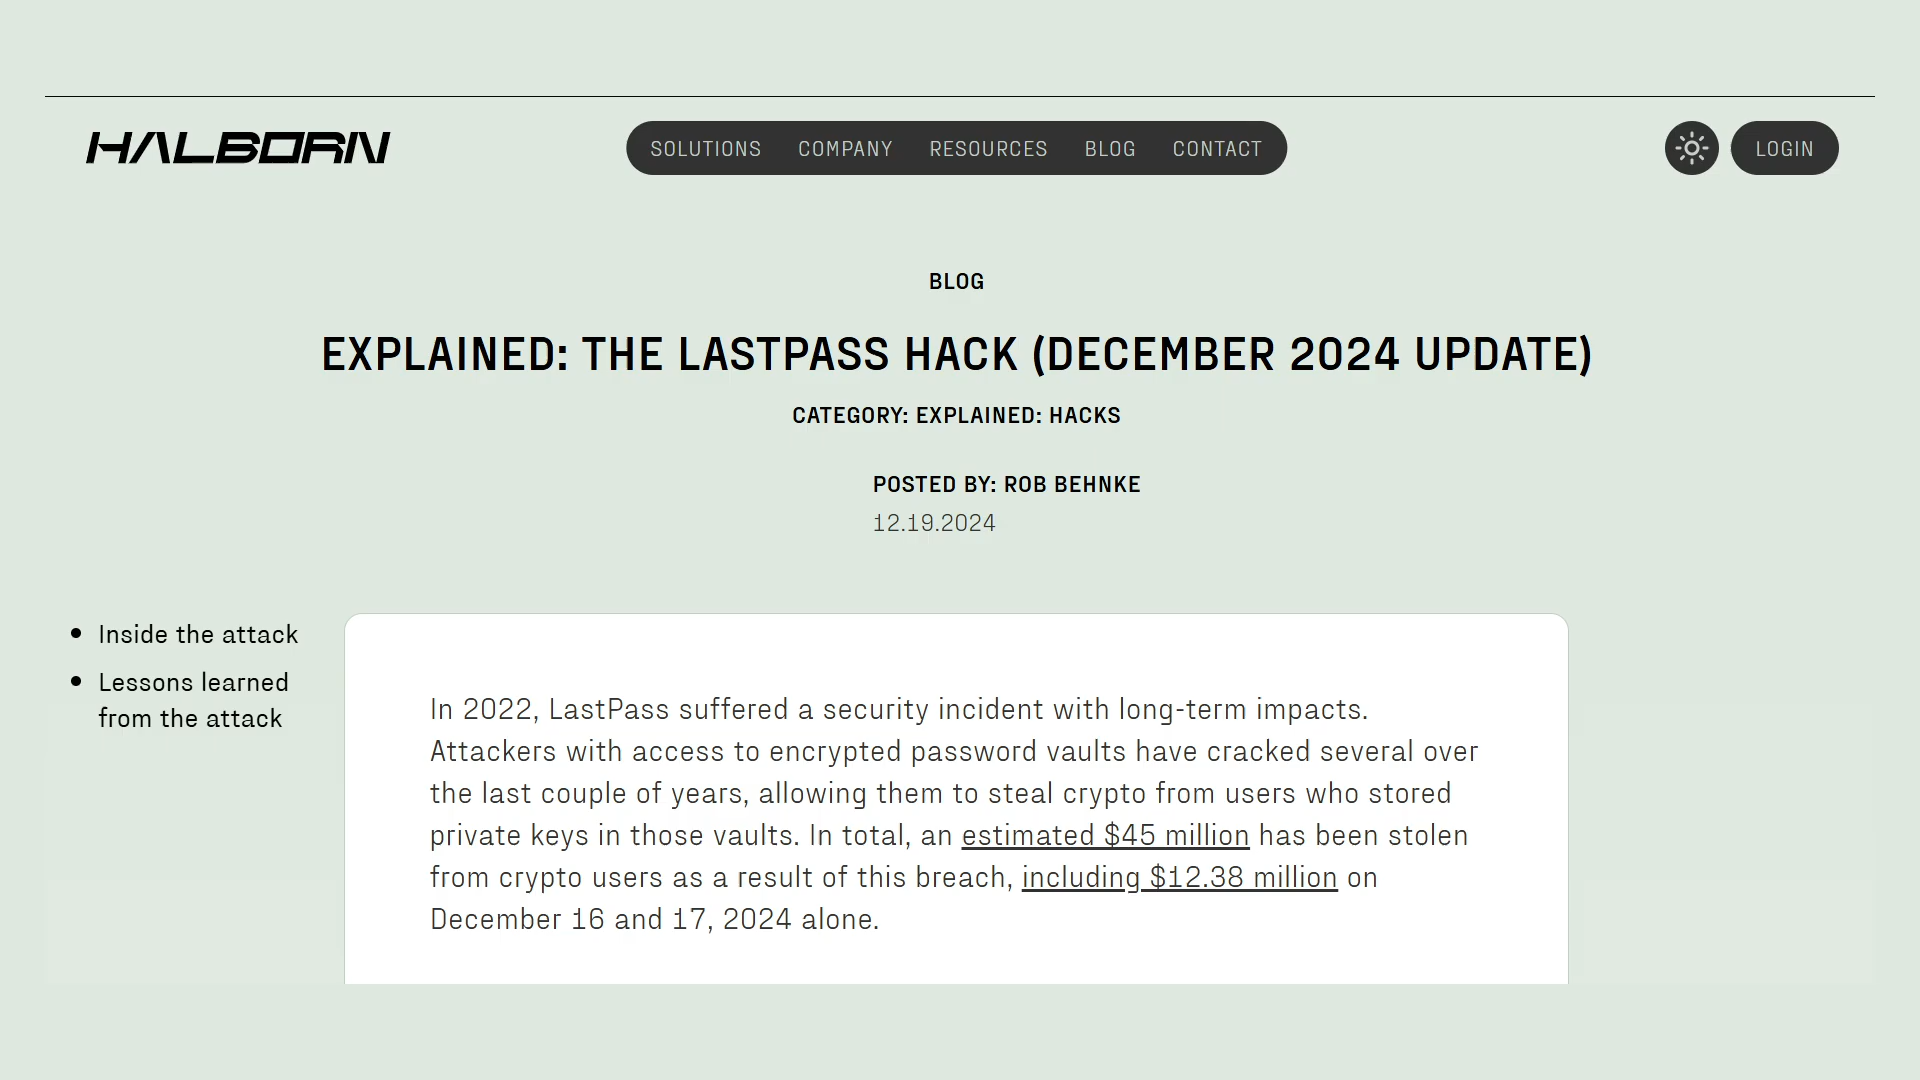 HALBORN
SOLUTIONS COMPANY RESOURCES BLOG CONTACT
LOGIN
BLOG
EXPLAINED: THE LASTPASS HACK (DECEMBER 2024 UPDATE)
CATEGORY: EXPLAINED: HACKS
POSTED BY: ROB BEHNKE
12.19.2024
Inside the attack
Lessons learned
from the attack
In 2022, LastPass suffered a security incident with long-term impacts.
Attackers with access to encrypted password vaults have cracked several over
the last couple of years, allowing them to steal crypto from users who stored
private keys in those vaults. In total, an estimated $45 million has been stolen
from crypto users as a result of this breach, including $12.38 million on
December 16 and 17, 2024 alone.